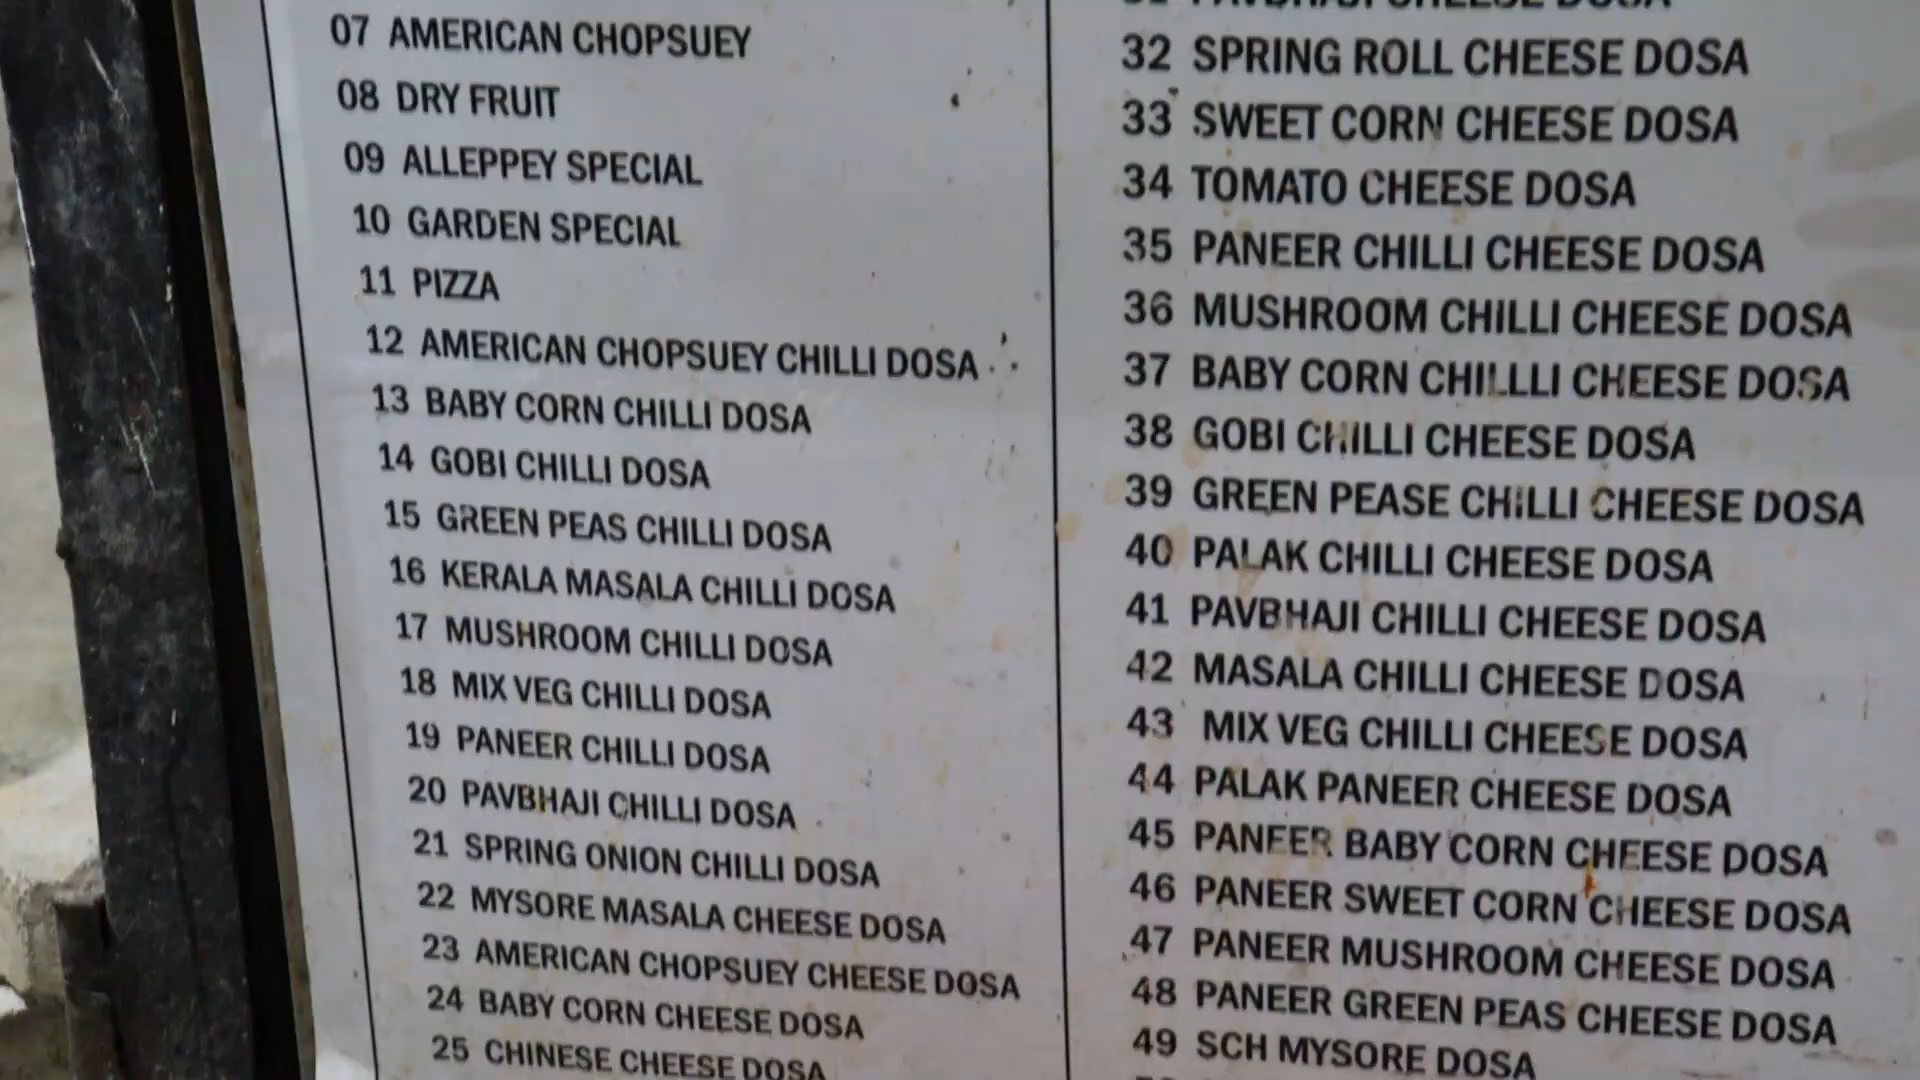 07 AMERICAN CHOPSUEY
08 DRY FRUIT
09 ALLEPPEY SPECIAL
10 GARDEN SPECIAL
11 PIZZA
12 AMERICAN CHOPSUEY CHILLI DOSA
13 BABY CORN CHILLI DOSA
14 GOBI CHILLI DOSA
15 GREEN PEAS CHILLI DOSA
16 KERALA MASALA CHILLI DOSA
17 MUSHROOM CHILLI DOSA
18 MIX VEG CHILLI DOSA
19 PANEER CHILLI DOSA
20 PAVBHAJI CHILLI DOSA
21 SPRING ONION CHILLI DOSA
22 MYSORE MASALA CHEESE DOSA
23 AMERICAN CHOPSUEY CHEESE DOSA
24 BABY CORN CHEESE DOSA
25 CHINESE CHEESE DOSA
31 PAVBHAJI CHEESE DOSA
32 SPRING ROLL CHEESE DOSA
33 SWEET CORN CHEESE DOSA
34 TOMATO CHEESE DOSA
35 PANEER CHILLI CHEESE DOSA
36 MUSHROOM CHILLI CHEESE DOSA
37 BABY CORN CHILLLI CHEESE DOSA
38 GOBI CHILLI CHEESE DOSA
39 GREEN PEASE CHILLI CHEESE DOSA
40 PALAK CHILLI CHEESE DOSA
41 PAVBHAJI CHILLI CHEESE DOSA
42 MASALA CHILLI CHEESE DOSA
43 MIX VEG CHILLI CHEESE DOSA
44 PALAK PANEER CHEESE DOSA
45 PANEER BABY CORN CHEESE DOSA
46 PANEER SWEET CORN CHEESE DOSA
47 PANEER MUSHROOM CHEESE DOSA
48 PANEER GREEN PEAS CHEESE DOSA
49 SCH MYSORE DOSA